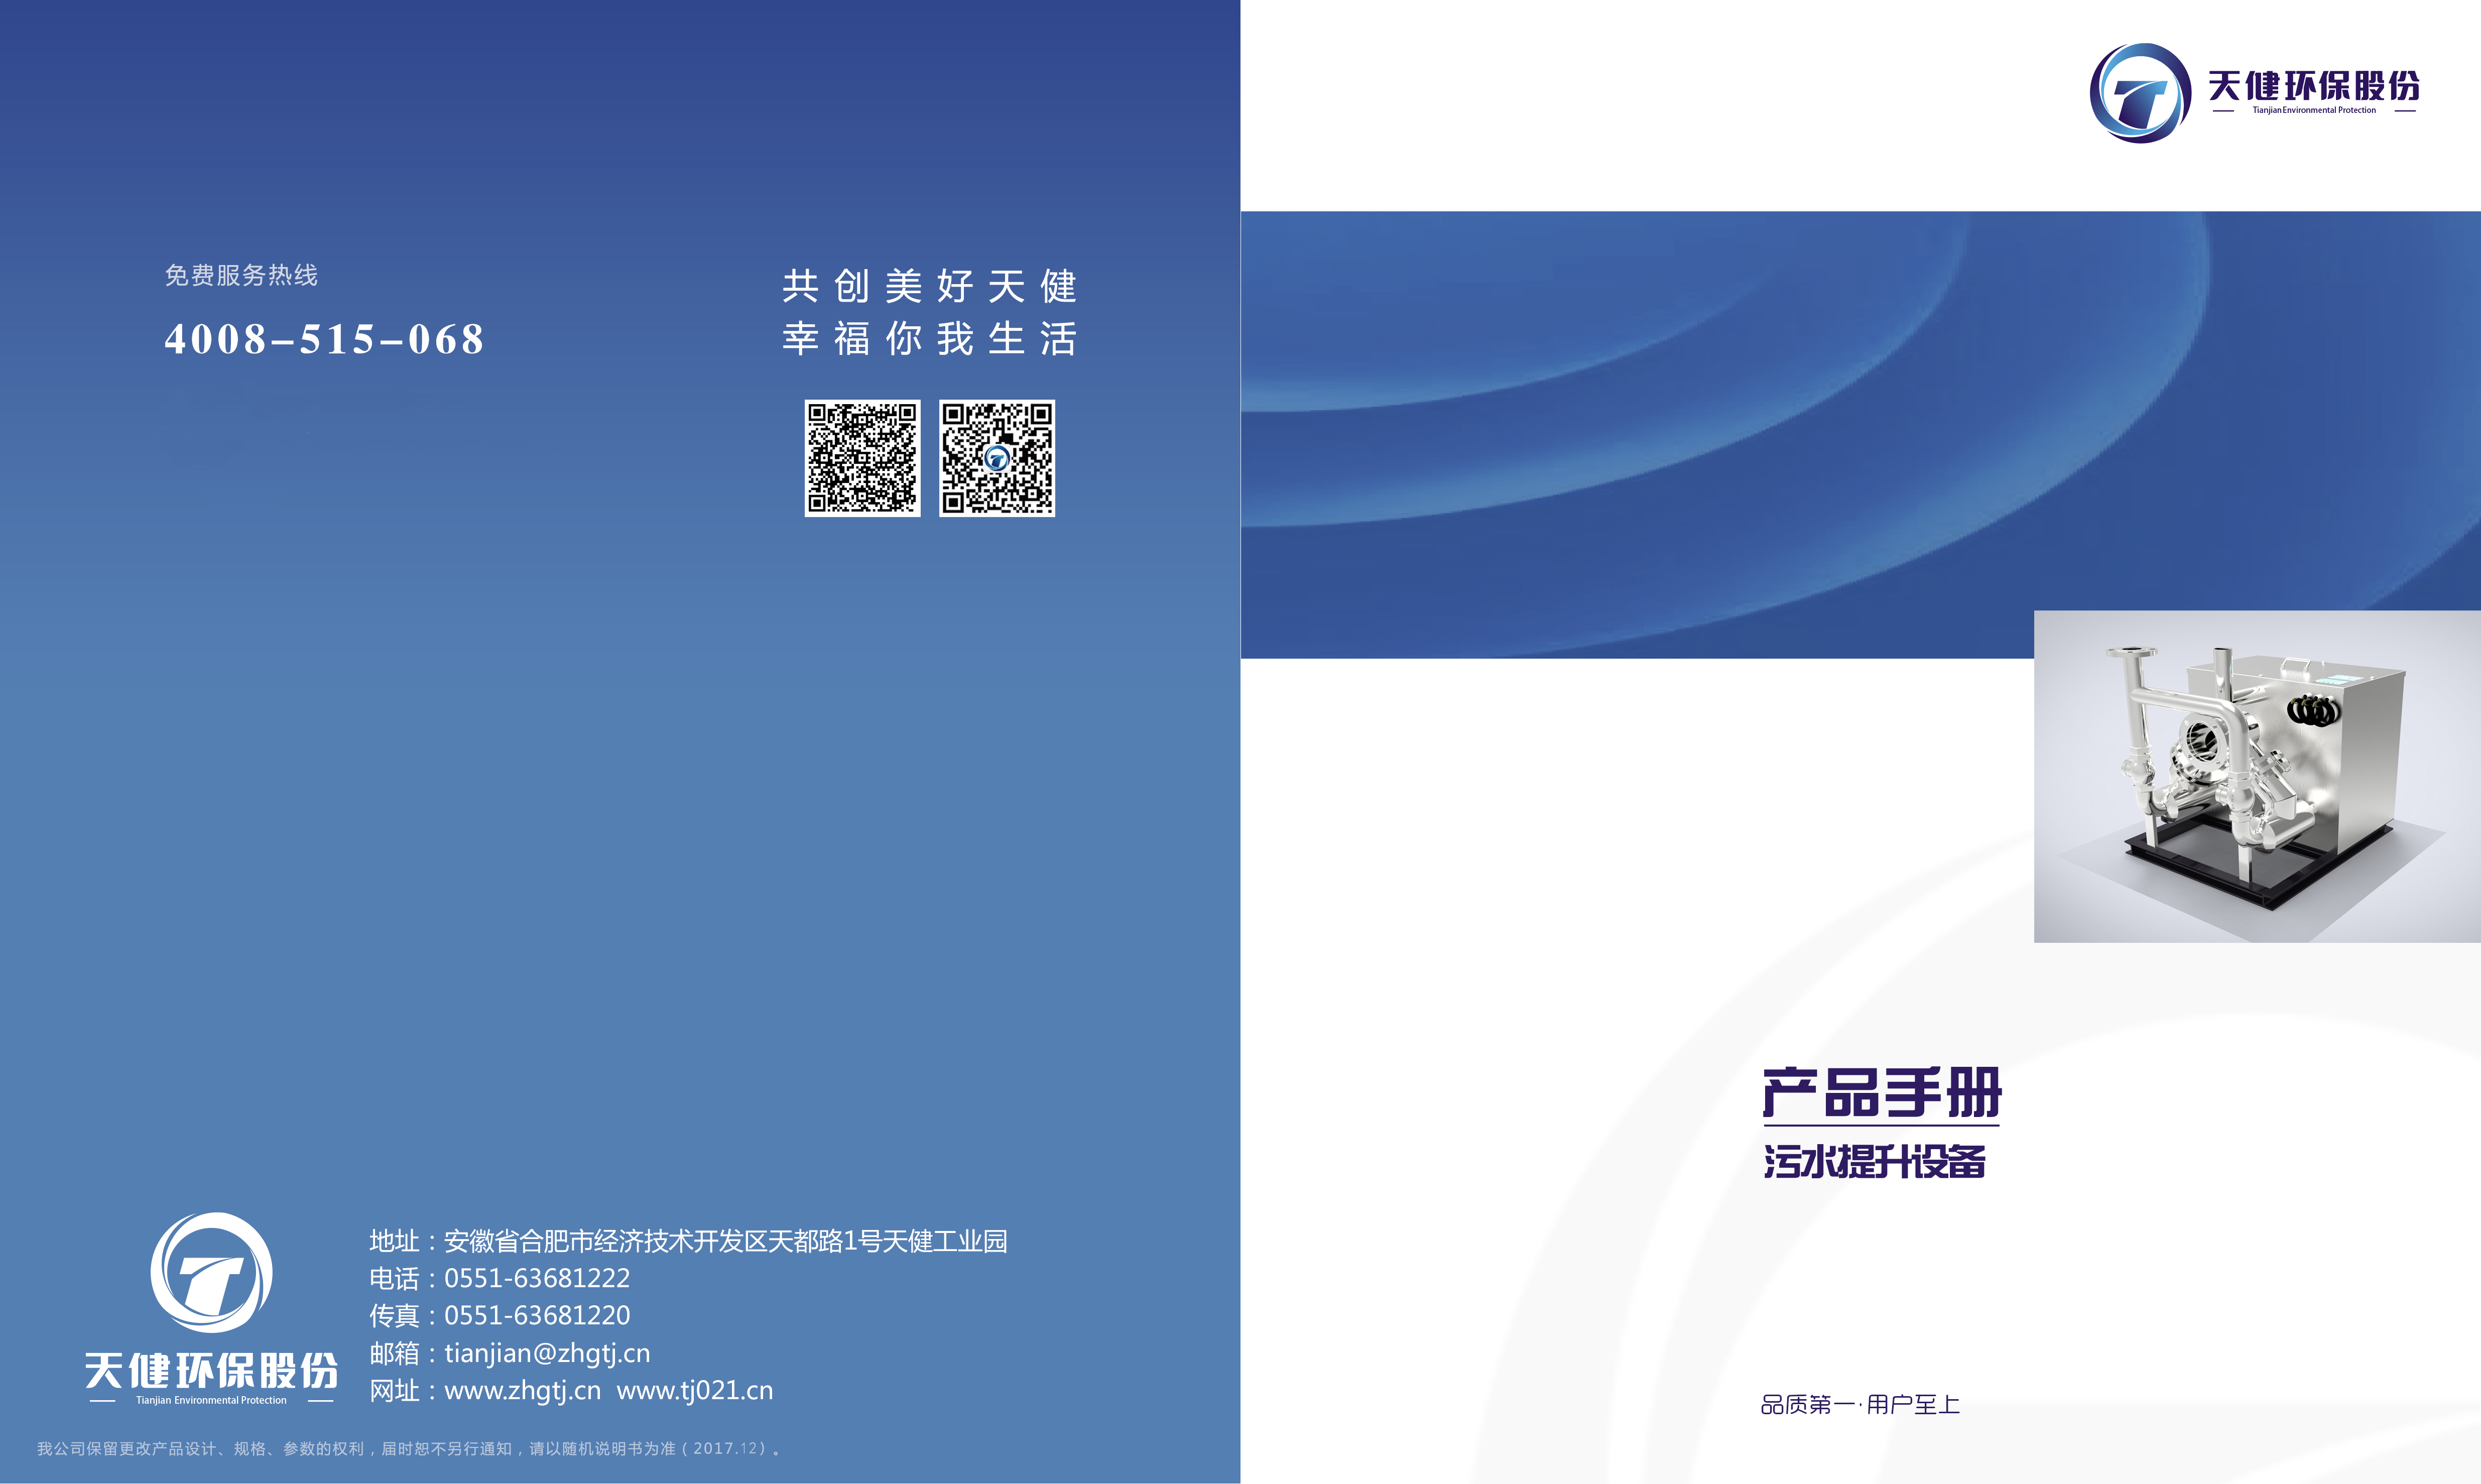 免费服务热线
4008-515-068
共创美好天健
幸福你我生活
天健环保股份
Tianjian Environmental Protection
地址：安徽省合肥市经济技术开发区天都路1号天健工业园
电话：0551-63681222
传真：0551-63681220
邮箱：tianjian@zhgtj.cn
网址：www.zhgtj.cn www.tj021.cn
我公司保留更改产品设计、规格、参数的权利，届时恕不另行通知，请以随机说明书为准（2017.12）。
天健环保股份
Tianjian Environmental Protection
产品手册
污水提升设备
品质第一·用户至上